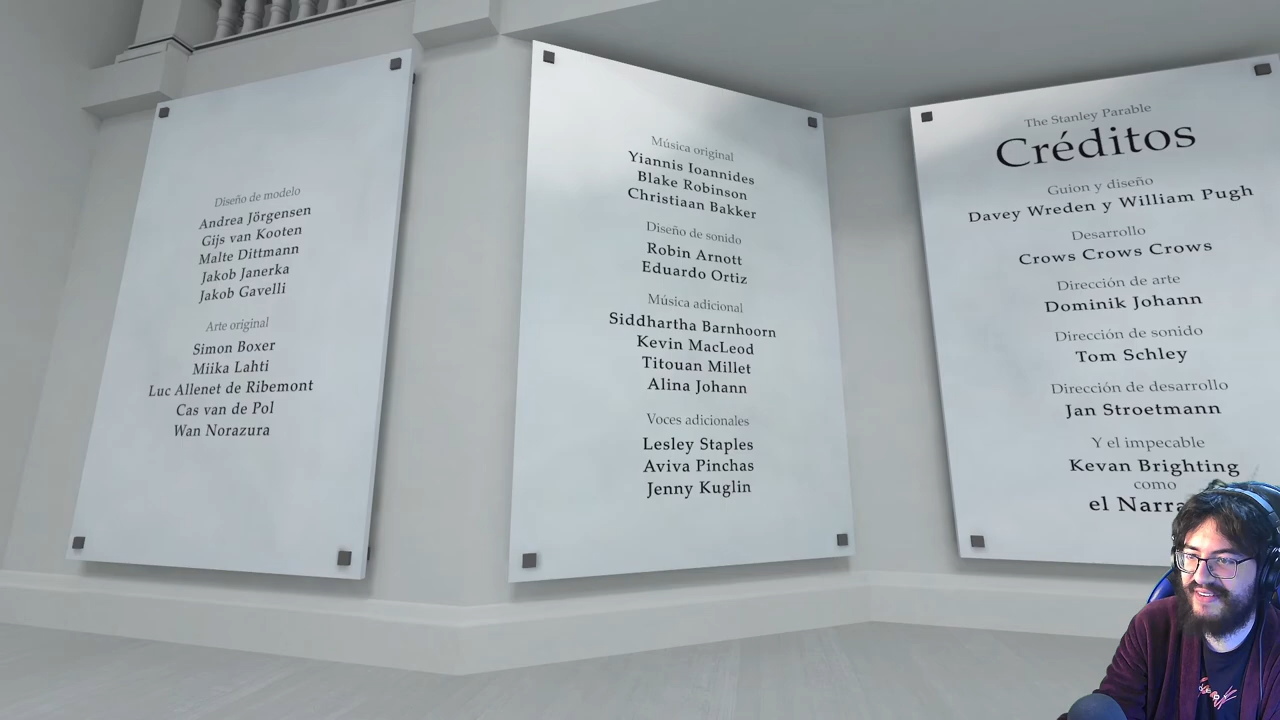 Diseño de modelo
Andrea Jörgensen
Gijs van Kooten
Malte Dittmann
Jakob Janerka
Jakob Gavelli
Arte original
Simon Boxer
Miika Lahti
Luc Allenet de Ribemont
Cas van de Pol
Wan Norazura
Música original
Yiannis Ioannides
Blake Robinson
Christiaan Bakker
Diseño de sonido
Robin Arnott
Eduardo Ortiz
Música adicional
Siddhartha Barnhoorn
Kevin MacLeod
Titouan Millet
Alina Johann
Voces adicionales
Lesley Staples
Aviva Pinchas
Jenny Kuglin
The Stanley Parable
Créditos
Guion y diseño
Davey Wreden y William Pugh
Desarrollo
Crows Crows Crows
Dirección de arte
Dominik Johann
Dirección de sonido
Tom Schley
Dirección de desarrollo
Jan Stroetmann
Y el impecable
Kevan Brighting
como
el